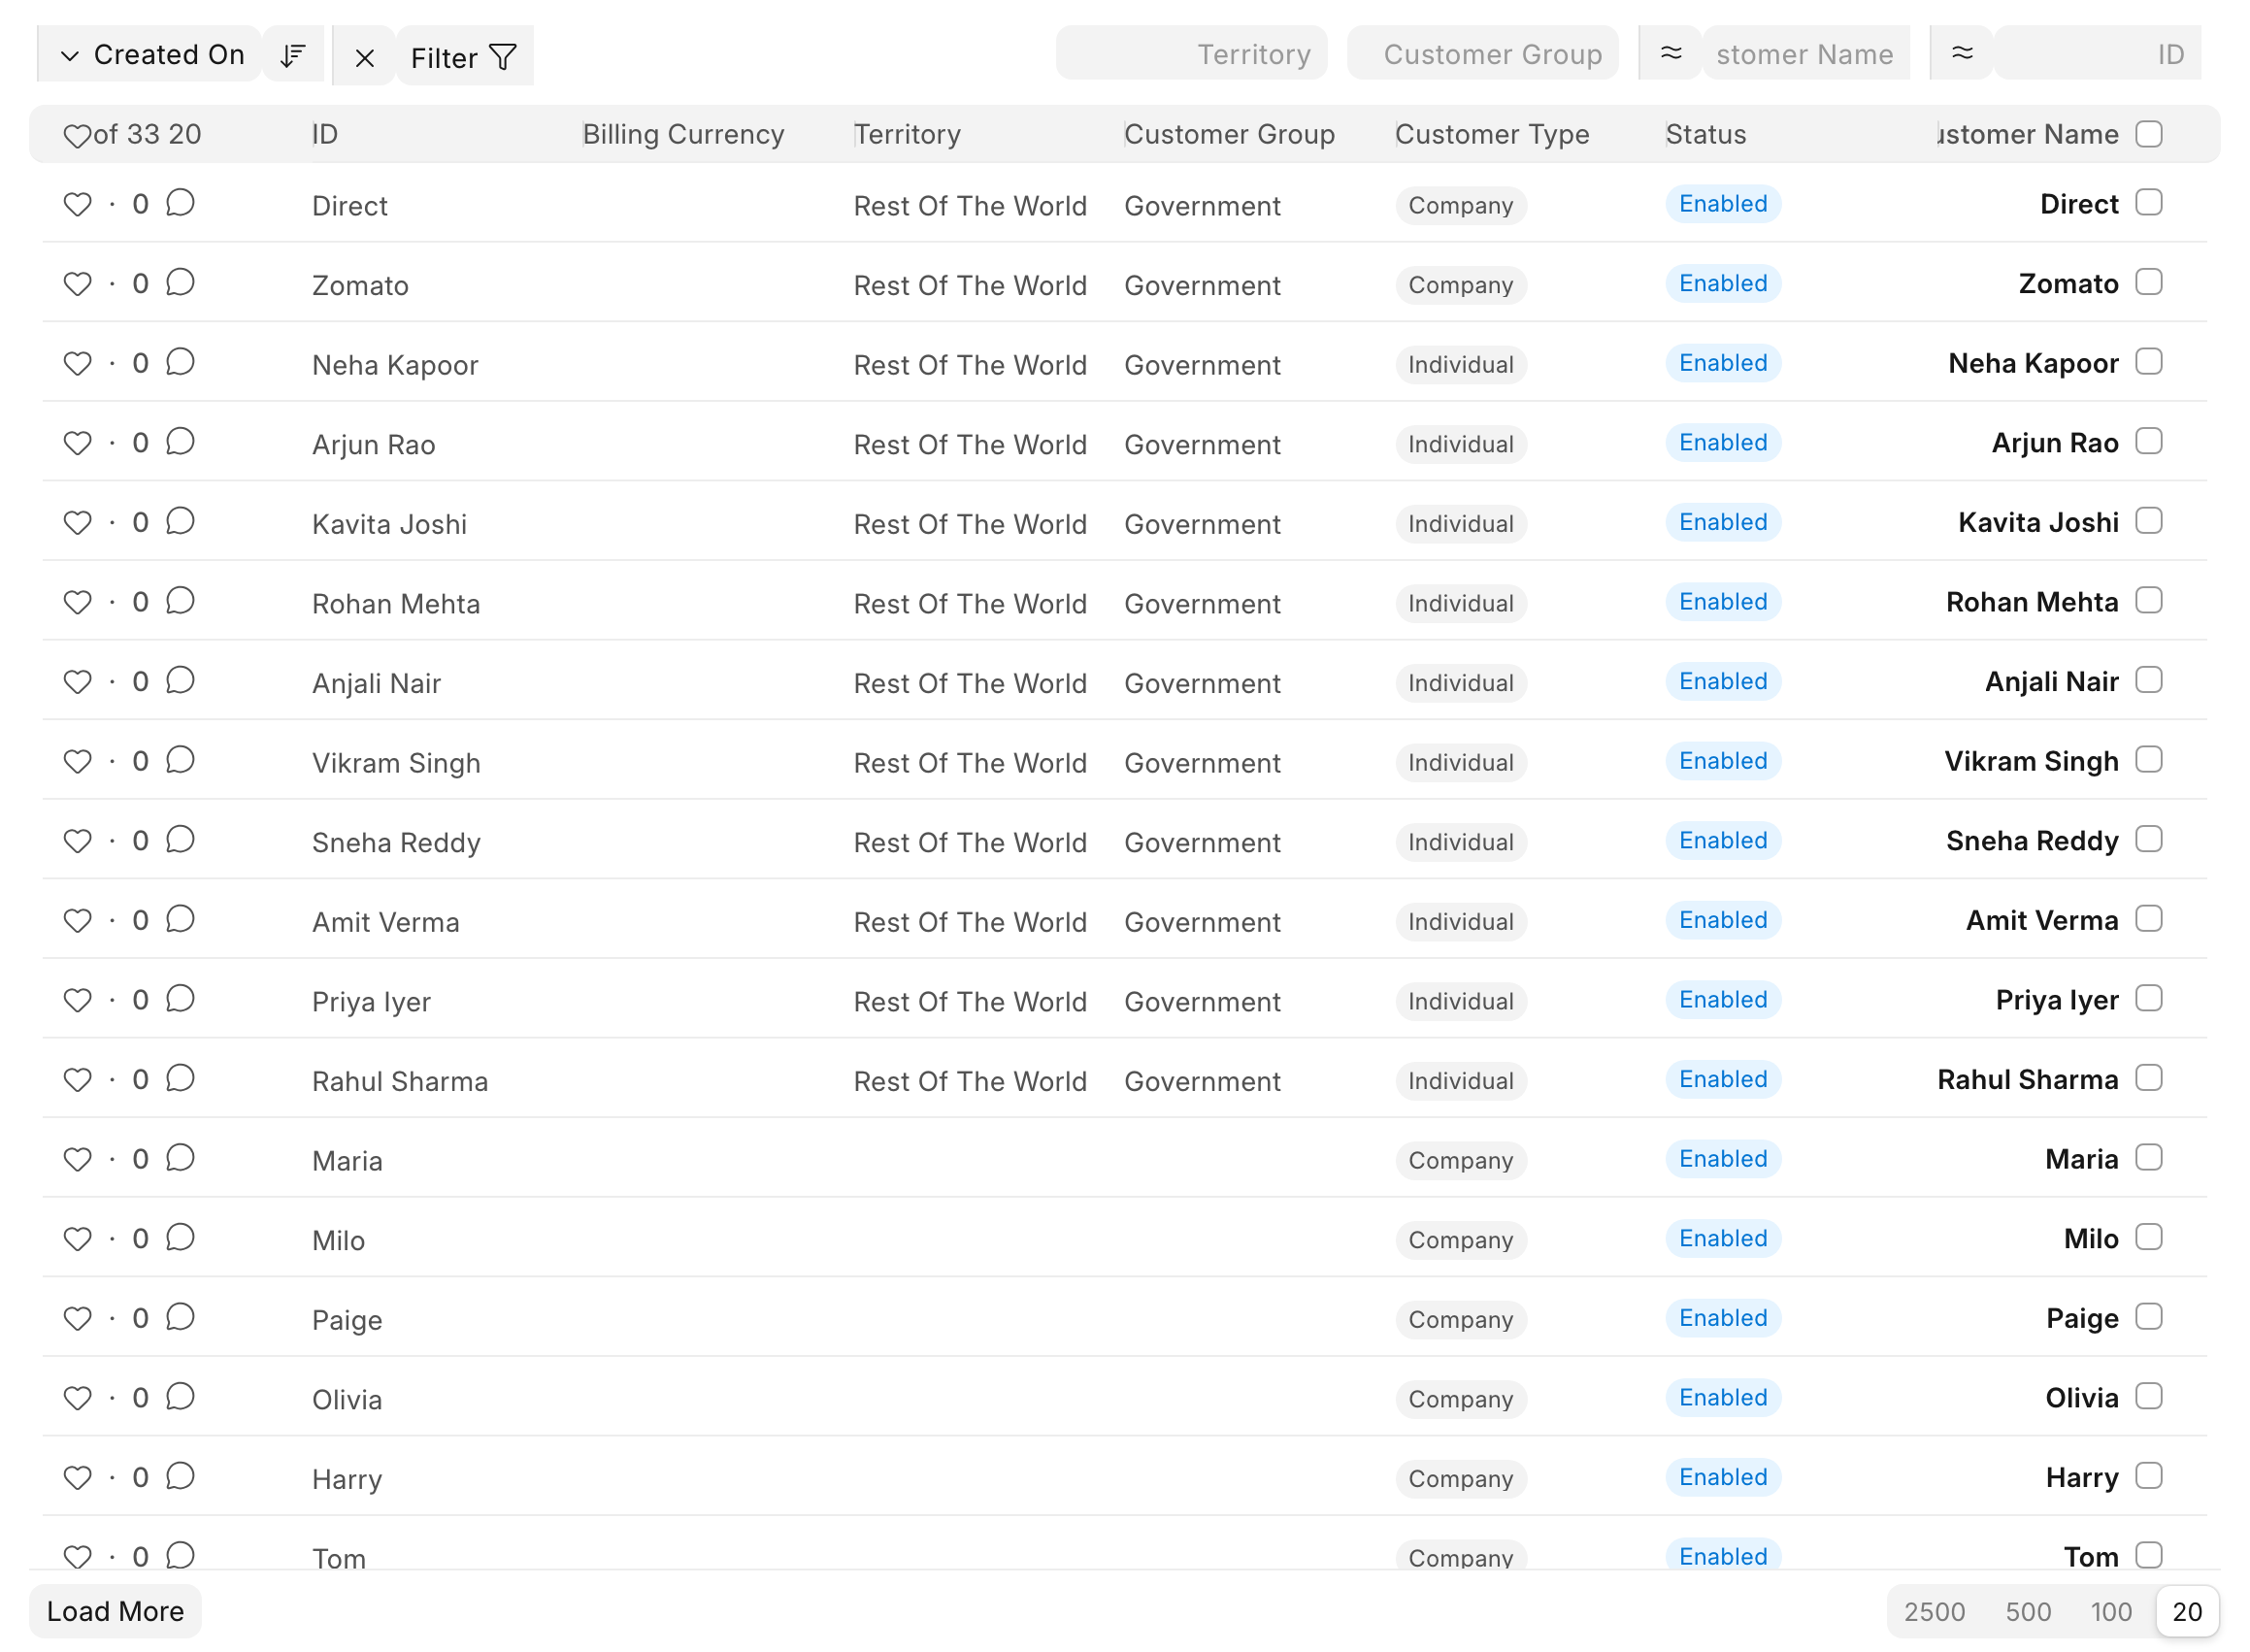 Created On Filter Territory Customer Group ≈ stomer Name ≈ ID
of 33 20 ID Billing Currency Territory Customer Group Customer Type Status ustomer Name
0 Direct Rest Of The World Government Company Enabled Direct
0 Zomato Rest Of The World Government Company Enabled Zomato
0 Neha Kapoor Rest Of The World Government Individual Enabled Neha Kapoor
0 Arjun Rao Rest Of The World Government Individual Enabled Arjun Rao
0 Kavita Joshi Rest Of The World Government Individual Enabled Kavita Joshi
0 Rohan Mehta Rest Of The World Government Individual Enabled Rohan Mehta
0 Anjali Nair Rest Of The World Government Individual Enabled Anjali Nair
0 Vikram Singh Rest Of The World Government Individual Enabled Vikram Singh
0 Sneha Reddy Rest Of The World Government Individual Enabled Sneha Reddy
0 Amit Verma Rest Of The World Government Individual Enabled Amit Verma
0 Priya Iyer Rest Of The World Government Individual Enabled Priya Iyer
0 Rahul Sharma Rest Of The World Government Individual Enabled Rahul Sharma
0 Maria Company Enabled Maria
0 Milo Company Enabled Milo
0 Paige Company Enabled Paige
0 Olivia Company Enabled Olivia
0 Harry Company Enabled Harry
0 Tom Company Enabled Tom
Load More 2500 500 100 20